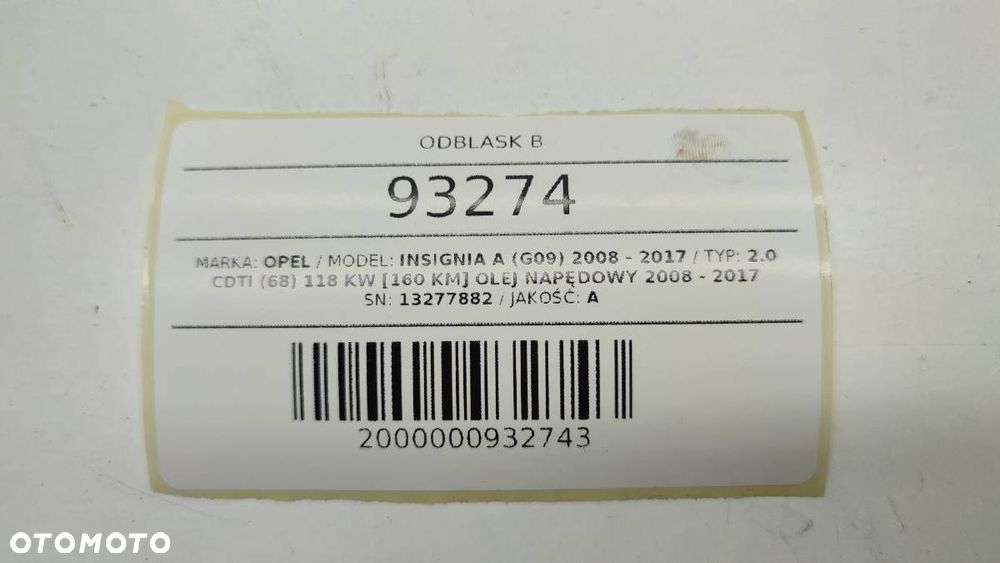 ODBLASK B
93274
MARKA: OPEL / MODEL: INSIGNIA A (G09) 2008 - 2017 / TYP: 2.0
CDTI (68) 118 KW [160 KM] OLEJ NAPĘDOWY 2008 - 2017
SN: 13277882 / JAKOŚĆ: A
2000000932743
OTOMOTO